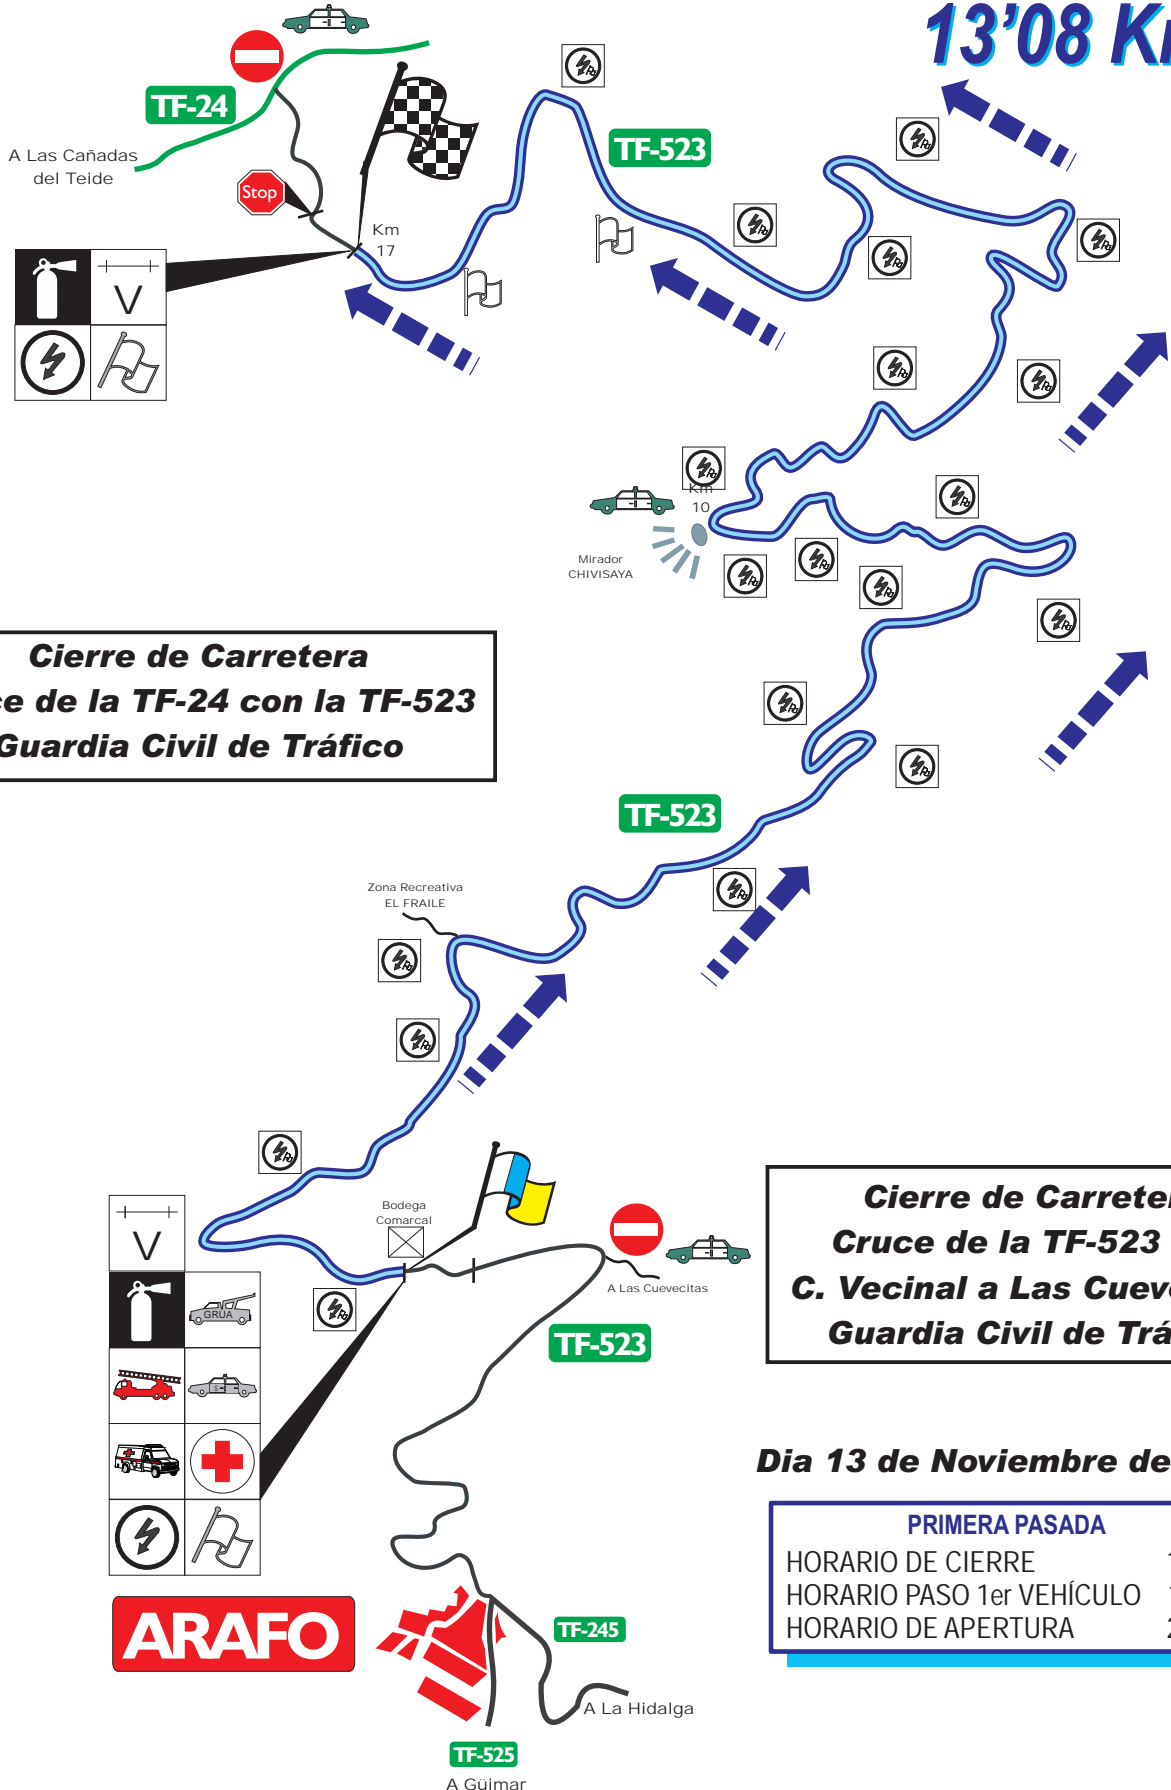 13'08 K
TF-24
A Las Cañadas
del Teide
TF-523
Stop
Km
17
V
Km
10
Mirador
CHIVISAYA
Cierre de Carretera
de la TF-24 con la TF-523
Guardia Civil de Tráfico
TF-523
Zona Recreativa
EL FRAILE
Bodega
Comarcal
V
GRUA
A Las Cuevecitas
TF-523
Cierre de
Cruce de la TF-523
C. Vecinal a Las
Guardia Civil de
Dia 13 de Noviembre de
PRIMERA PASADA
HORARIO DE CIERRE
HORARIO PASO 1er VEHÍCULO
HORARIO DE APERTURA
ARAFO
TF-245
A La Hidalga
TF-525
A Güimar